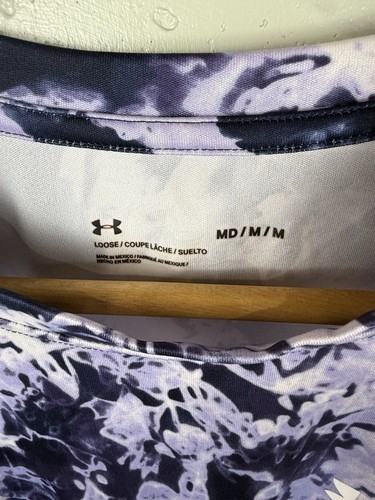 MD / M / M
LOOSE / COUPE LÂCHE / SUELTO
MADE IN MEXICO / FABRIQUÉ AU MEXIQUE /
HECHO EN MÉXICO